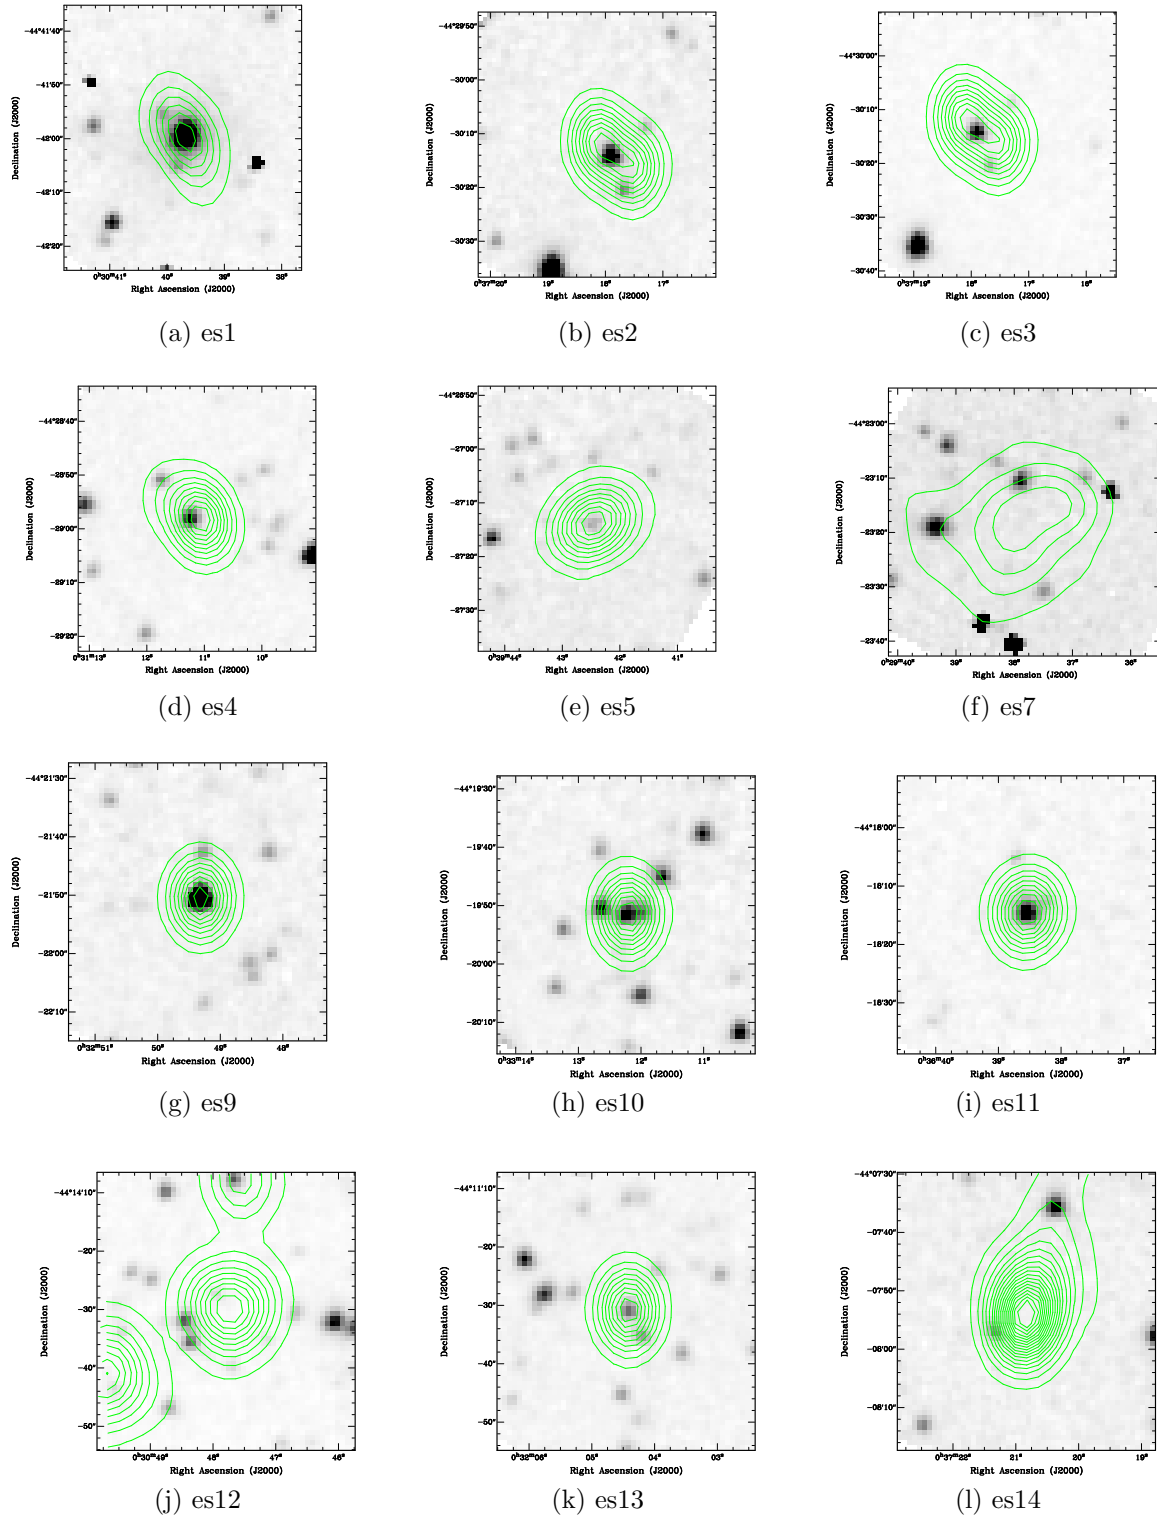 −44°41'40"
−41'50"
−42'00"
−42'10"
−42'20"
Declination (J2000)
0ʰ30ᵐ41ˢ 40ˢ 39ˢ 38ˢ
Right Ascension (J2000)
(a) es1
−44°29'50"
−30'00"
−30'10"
−30'20"
−30'30"
Declination (J2000)
0ʰ37ᵐ20ˢ 19ˢ 18ˢ 17ˢ
Right Ascension (J2000)
(b) es2
−44°30'00"
−30'10"
−30'20"
−30'30"
−30'40"
Declination (J2000)
0ʰ37ᵐ19ˢ 18ˢ 17ˢ 16ˢ
Right Ascension (J2000)
(c) es3
−44°28'40"
−28'50"
−29'00"
−29'10"
−29'20"
Declination (J2000)
0ʰ31ᵐ13ˢ 12ˢ 11ˢ 10ˢ
Right Ascension (J2000)
(d) es4
−44°26'50"
−27'00"
−27'10"
−27'20"
−27'30"
Declination (J2000)
0ʰ39ᵐ44ˢ 43ˢ 42ˢ 41ˢ
Right Ascension (J2000)
(e) es5
−44°23'00"
−23'10"
−23'20"
−23'30"
−23'40"
Declination (J2000)
0ʰ29ᵐ40ˢ 39ˢ 38ˢ 37ˢ 36ˢ
Right Ascension (J2000)
(f) es7
−44°21'30"
−21'40"
−21'50"
−22'00"
−22'10"
Declination (J2000)
0ʰ32ᵐ51ˢ 50ˢ 49ˢ 48ˢ
Right Ascension (J2000)
(g) es9
−44°19'30"
−19'40"
−19'50"
−20'00"
−20'10"
Declination (J2000)
0ʰ33ᵐ14ˢ 13ˢ 12ˢ 11ˢ
Right Ascension (J2000)
(h) es10
−44°18'00"
−18'10"
−18'20"
−18'30"
Declination (J2000)
0ʰ36ᵐ40ˢ 39ˢ 38ˢ 37ˢ
Right Ascension (J2000)
(i) es11
−44°14'10"
−20"
−30"
−40"
−50"
Declination (J2000)
0ʰ30ᵐ49ˢ 48ˢ 47ˢ 46ˢ
Right Ascension (J2000)
(j) es12
−44°11'10"
−20"
−30"
−40"
−50"
Declination (J2000)
0ʰ32ᵐ06ˢ 05ˢ 04ˢ 03ˢ
Right Ascension (J2000)
(k) es13
−44°07'30"
−07'40"
−07'50"
−08'00"
−08'10"
Declination (J2000)
0ʰ37ᵐ22ˢ 21ˢ 20ˢ 19ˢ
Right Ascension (J2000)
(l) es14